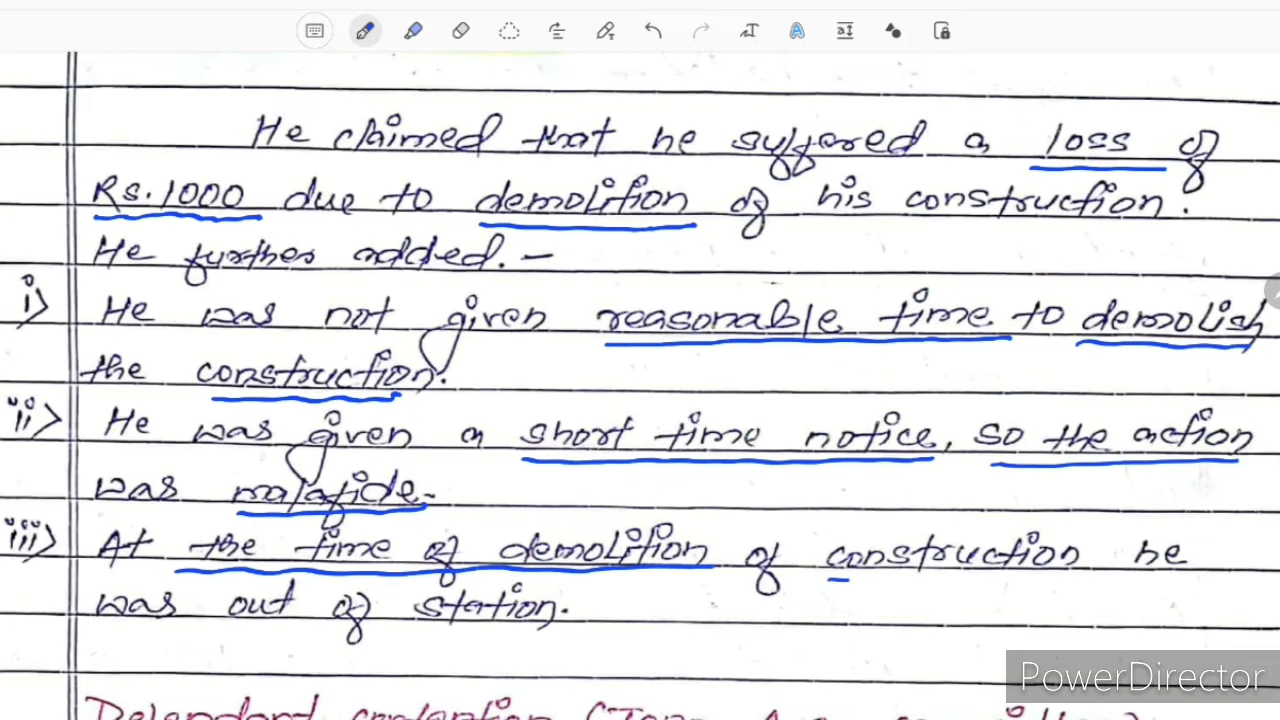 He claimed that he suffered a loss of
Rs. 1000 due to demolition of his construction.
He further added. –
i) He was not given reasonable time to demolish
the construction.
ii) He was given a short time notice, so the action
was malafide.
iii) At the time of demolition of construction he
was out of station.
PowerDirector